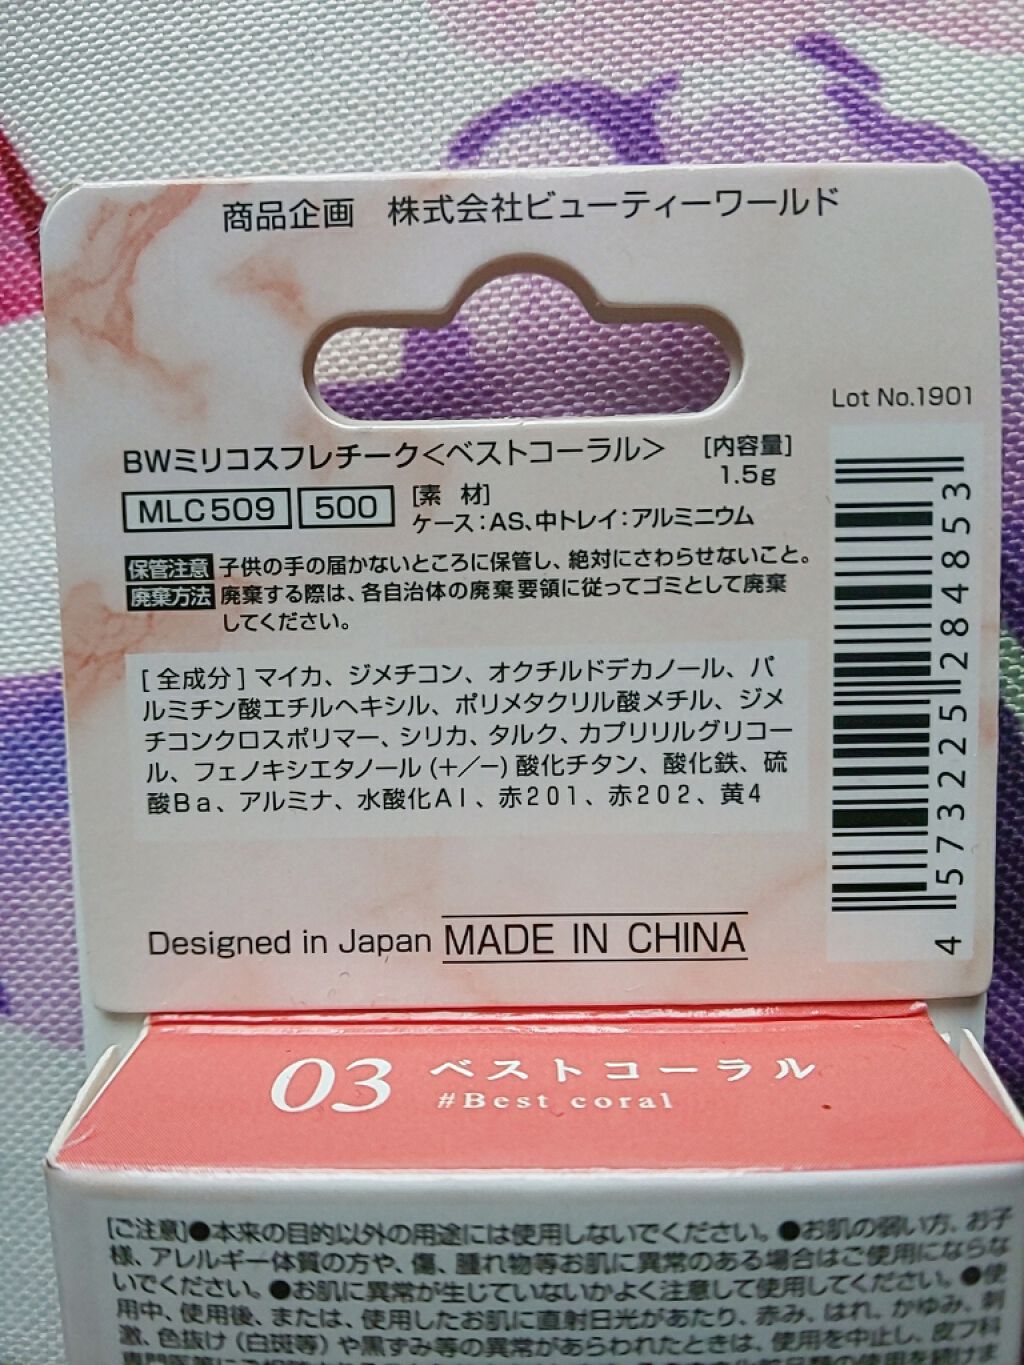 商品企画 株式会社ビューティーワールド
Lot No.1901
BWミリコスフレチーク<ベストコーラル>
[内容量]
1.5g
MLC509 500
[素 材]
ケース:AS、中トレイ:アルミニウム
保管注意 子供の手の届かないところに保管し、絶対にさわらせないこと。
廃棄方法 廃棄する際は、各自治体の廃棄要領に従ってゴミとして廃棄
してください。
[全成分]マイカ、ジメチコン、オクチルドデカノール、パ
ルミチン酸エチルヘキシル、ポリメタクリル酸メチル、ジメ
チコンクロスポリマー、シリカ、タルク、カプリリルグリコー
ル、フェノキシエタノール(+/−)酸化チタン、酸化鉄、硫
酸Ba、アルミナ、水酸化Al、赤201、赤202、黄4
4573225284853
Designed in Japan MADE IN CHINA
03 ベストコーラル
#Best coral
[ご注意]●本来の目的以外の用途には使用しないでください。●お肌の弱い方、お子
様、アレルギー体質の方や、傷、腫れ物等お肌に異常のある場合はご使用にならな
いでください。●お肌に異常が生じていないかよく注意して使用してください。●使
用中、使用後、または、使用したお肌に直射日光があたり、赤み、はれ、かゆみ、刺
激、色抜け(白斑等)や黒ずみ等の異常があらわれたときは、使用を中止し、皮フ科